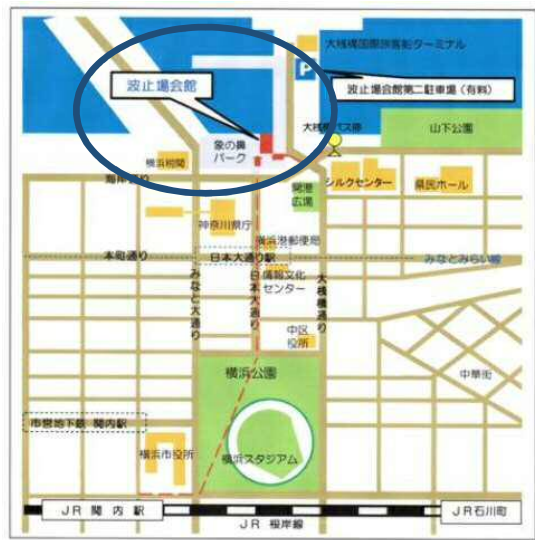 大桟橋国際旅客船ターミナル
P
波止場会館
波止場会館第二駐車場（有料）
大桟橋バス停
山下公園
象の鼻
パーク
横浜税関
海岸通り
シルクセンター
県民ホール
開港
広場
神奈川県庁
横浜港郵便局
本町通り
日本大通り駅
みなとみらい線
情報文化
センター
みなと大通り
日本大通り
大桟橋通り
中区
役所
横浜公園
中華街
市営地下鉄 関内駅
横浜市役所
横浜スタジアム
JR 関内駅
JR 根岸線
JR石川町